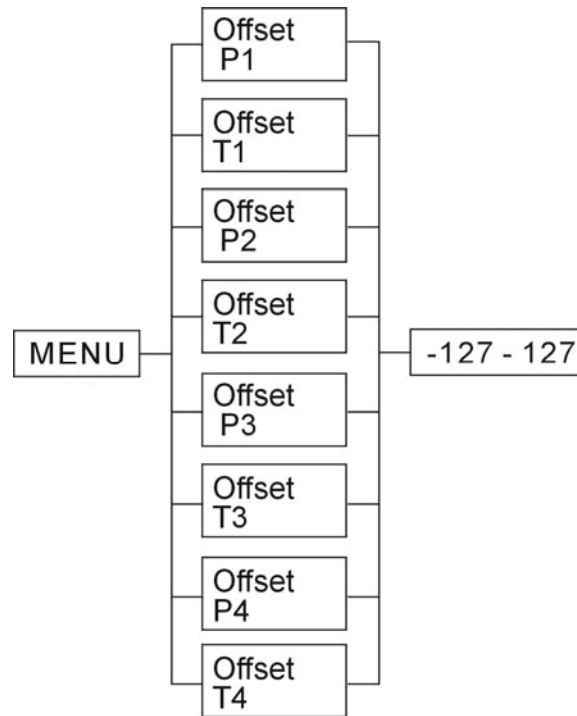 Offset
P1
Offset
T1
Offset
P2
Offset
T2
MENU
-127 - 127
Offset
P3
Offset
T3
Offset
P4
Offset
T4